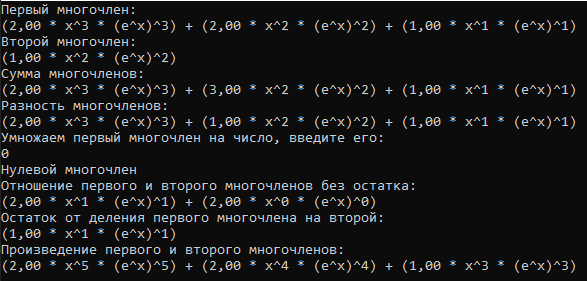 Первый многочлен:
(2,00 * x^3 * (e^x)^3) + (2,00 * x^2 * (e^x)^2) + (1,00 * x^1 * (e^x)^1)
Второй многочлен:
(1,00 * x^2 * (e^x)^2)
Сумма многочленов:
(2,00 * x^3 * (e^x)^3) + (3,00 * x^2 * (e^x)^2) + (1,00 * x^1 * (e^x)^1)
Разность многочленов:
(2,00 * x^3 * (e^x)^3) + (1,00 * x^2 * (e^x)^2) + (1,00 * x^1 * (e^x)^1)
Умножаем первый многочлен на число, введите его:
0
Нулевой многочлен
Отношение первого и второго многочленов без остатка:
(2,00 * x^1 * (e^x)^1) + (2,00 * x^0 * (e^x)^0)
Остаток от деления первого многочлена на второй:
(1,00 * x^1 * (e^x)^1)
Произведение первого и второго многочленов:
(2,00 * x^5 * (e^x)^5) + (2,00 * x^4 * (e^x)^4) + (1,00 * x^3 * (e^x)^3)